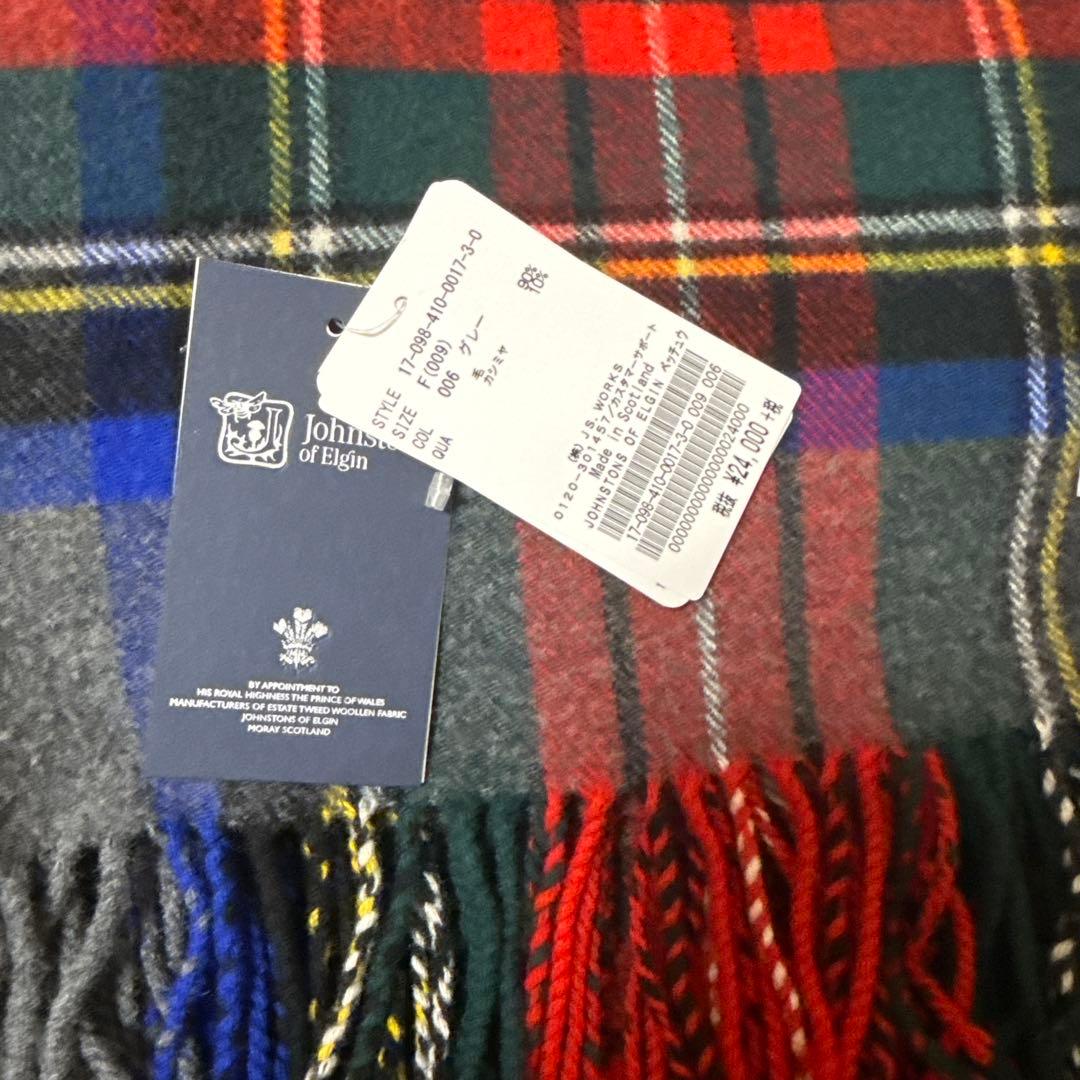 Johnsto
of Elgin
BY APPOINTMENT TO
HIS ROYAL HIGHNESS THE PRINCE OF WALES
MANUFACTURERS OF ESTATE TWEED WOOLLEN FABRIC
JOHNSTONS OF ELGIN
MORAY SCOTLAND
STYLE 17-098-410-0017-3-0
SIZE F(009)
COL 006 グレー
QUA 毛 90%
カシミヤ 10%
(株) J.S. WORKS
0120-301457/カスタマーサポート
Made in Scotland
JOHNSTONS OF ELGIN ベッチュウ
17-098-410-0017-3-0 009 006
税抜 ¥24,000+税